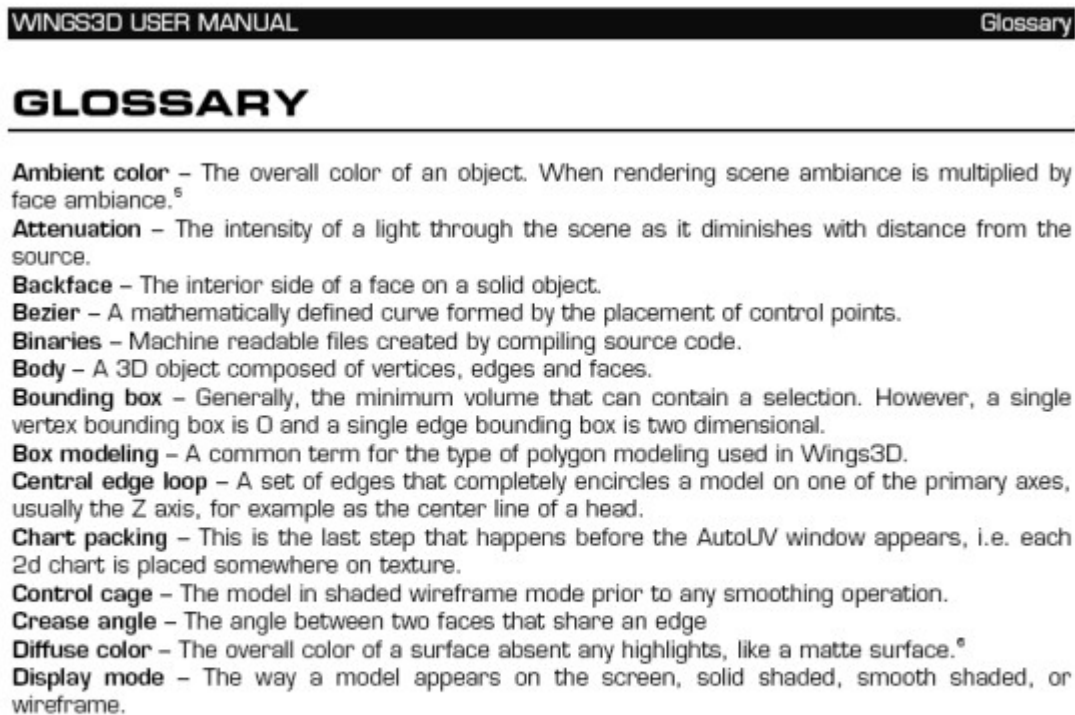 WINGS3D USER MANUAL Glossary
GLOSSARY
Ambient color – The overall color of an object. When rendering scene ambiance is multiplied by
face ambiance.⁵
Attenuation – The intensity of a light through the scene as it diminishes with distance from the
source.
Backface – The interior side of a face on a solid object.
Bezier – A mathematically defined curve formed by the placement of control points.
Binaries – Machine readable files created by compiling source code.
Body – A 3D object composed of vertices, edges and faces.
Bounding box – Generally, the minimum volume that can contain a selection. However, a single
vertex bounding box is 0 and a single edge bounding box is two dimensional.
Box modeling – A common term for the type of polygon modeling used in Wings3D.
Central edge loop – A set of edges that completely encircles a model on one of the primary axes,
usually the Z axis, for example as the center line of a head.
Chart packing – This is the last step that happens before the AutoUV window appears, i.e. each
2d chart is placed somewhere on texture.
Control cage – The model in shaded wireframe mode prior to any smoothing operation.
Crease angle – The angle between two faces that share an edge
Diffuse color – The overall color of a surface absent any highlights, like a matte surface.⁶
Display mode – The way a model appears on the screen, solid shaded, smooth shaded, or
wireframe.